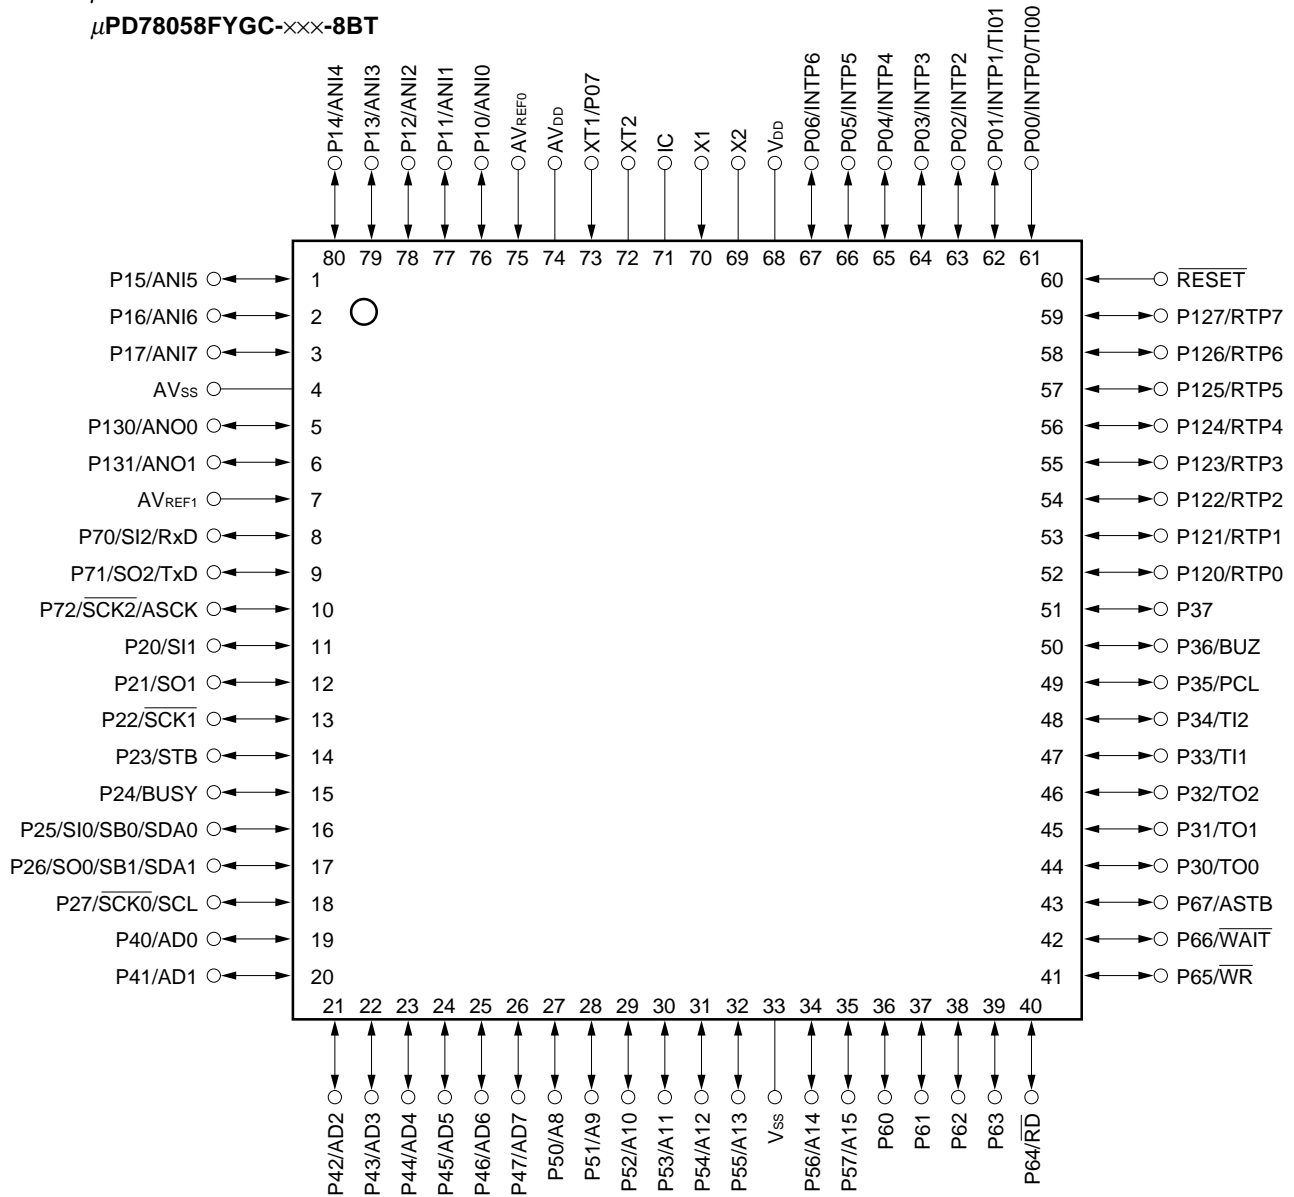 μPD78058FYGC-×××-8BT
P14/ANI4
P13/ANI3
P12/ANI2
P11/ANI1
P10/ANI0
AVREF0
AVDD
XT1/P07
XT2
IC
X1
X2
VDD
P06/INTP6
P05/INTP5
P04/INTP4
P03/INTP3
P02/INTP2
P01/INTP1/TI01
P00/INTP0/TI00
80 79 78 77 76 75 74 73 72 71 70 69 68 67 66 65 64 63 62 61
P15/ANI5 1 60 RESET
P16/ANI6 2 59 P127/RTP7
P17/ANI7 3 58 P126/RTP6
AVSS 4 57 P125/RTP5
P130/ANO0 5 56 P124/RTP4
P131/ANO1 6 55 P123/RTP3
AVREF1 7 54 P122/RTP2
P70/SI2/RxD 8 53 P121/RTP1
P71/SO2/TxD 9 52 P120/RTP0
P72/SCK2/ASCK 10 51 P37
P20/SI1 11 50 P36/BUZ
P21/SO1 12 49 P35/PCL
P22/SCK1 13 48 P34/TI2
P23/STB 14 47 P33/TI1
P24/BUSY 15 46 P32/TO2
P25/SI0/SB0/SDA0 16 45 P31/TO1
P26/SO0/SB1/SDA1 17 44 P30/TO0
P27/SCK0/SCL 18 43 P67/ASTB
P40/AD0 19 42 P66/WAIT
P41/AD1 20 41 P65/WR
21 22 23 24 25 26 27 28 29 30 31 32 33 34 35 36 37 38 39 40
P42/AD2
P43/AD3
P44/AD4
P45/AD5
P46/AD6
P47/AD7
P50/A8
P51/A9
P52/A10
P53/A11
P54/A12
P55/A13
VSS
P56/A14
P57/A15
P60
P61
P62
P63
P64/RD